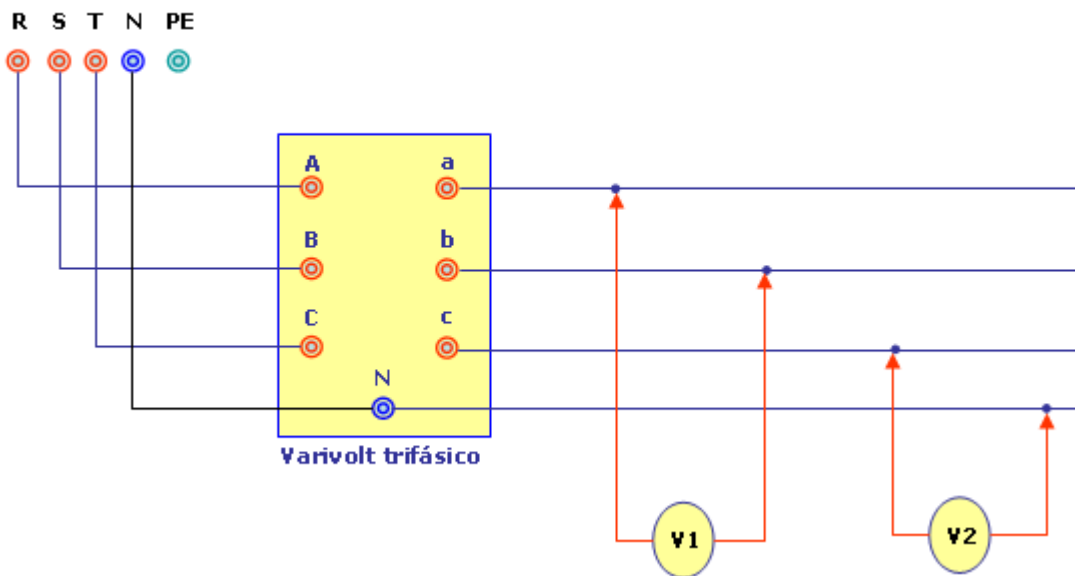 R S T N PE
A a
B b
C c
N
Varivolt trifásico
V1 V2